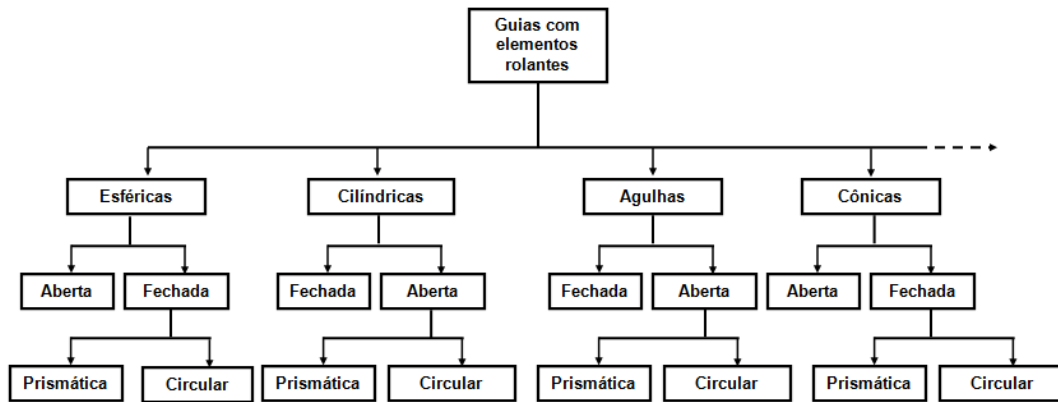 Guias com
elementos
rolantes
Esféricas
Cilíndricas
Agulhas
Cônicas
Aberta
Fechada
Fechada
Aberta
Fechada
Aberta
Aberta
Fechada
Prismática
Circular
Prismática
Circular
Prismática
Circular
Prismática
Circular